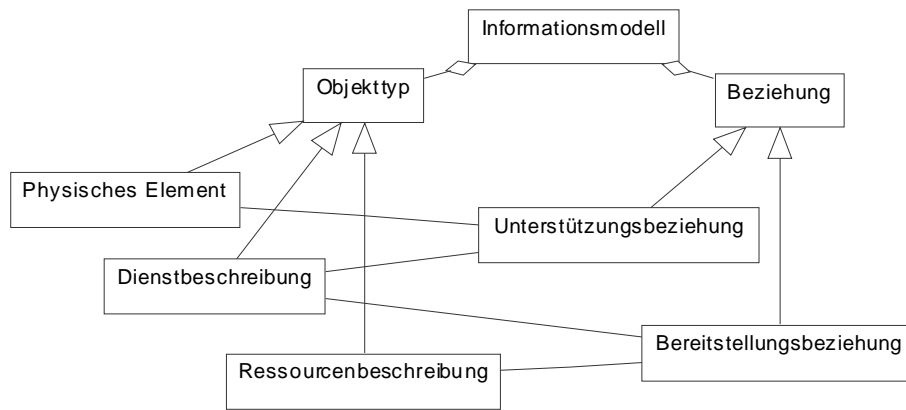 Informationsmodell
Objekttyp
Beziehung
Physisches Element
Unterstützungsbeziehung
Dienstbeschreibung
Bereitstellungsbeziehung
Ressourcenbeschreibung